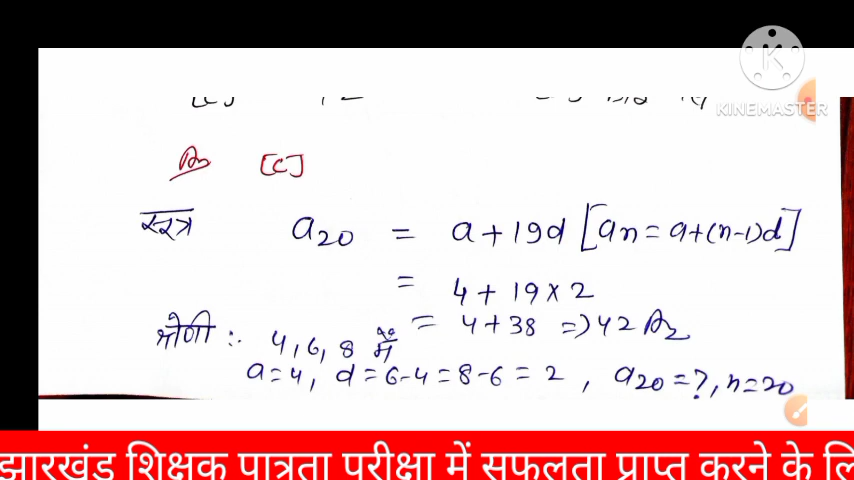 KINEMASTER
Ans [C]
सूत्र a20 = a+19d [an = a+(n-1)d]
= 4 + 19 × 2
= 4 + 38 => 42 Ans
श्रेणी :- 4, 6, 8 में
a = 4, d = 6-4 = 8-6 = 2 , a20 = ?, n = 20
झारखंड शिक्षक पात्रता परीक्षा में सफलता प्राप्त करने के लि